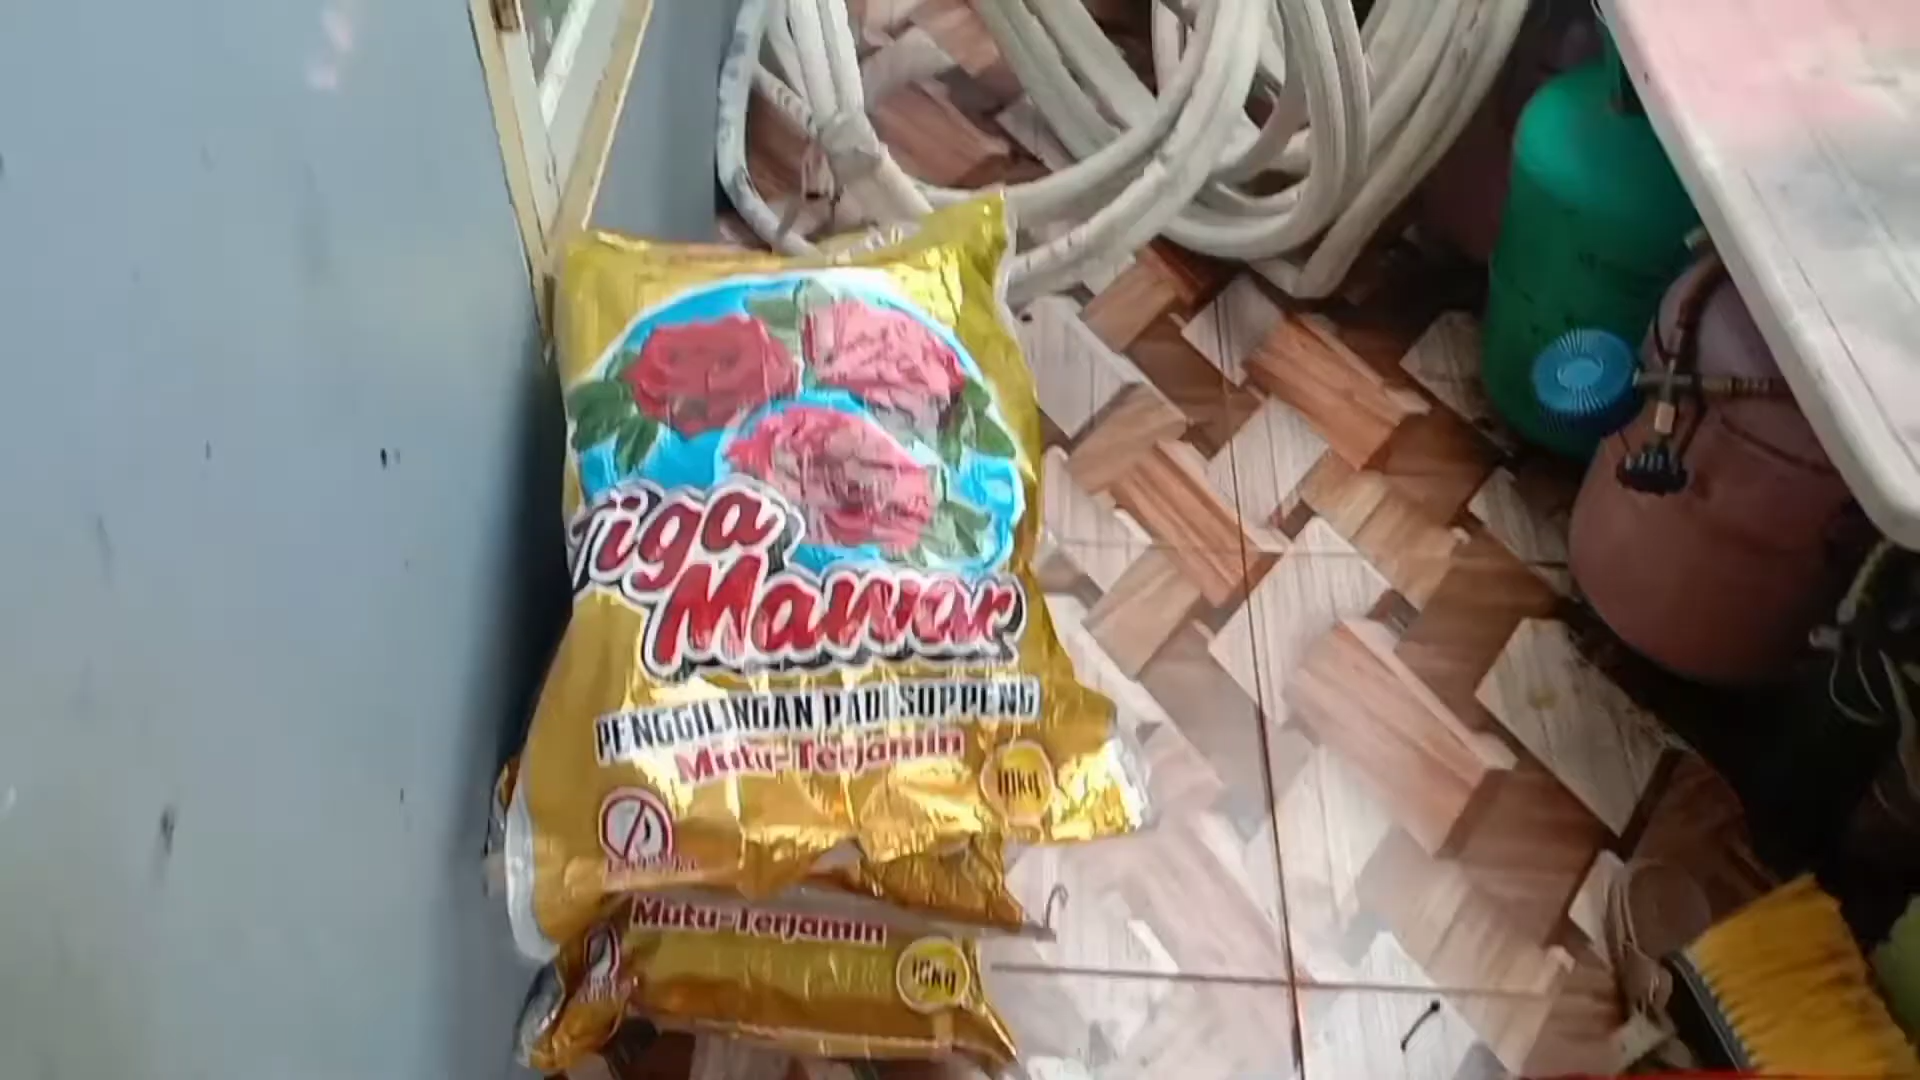 Tiga
Mawar
PENGGILINGAN PADI SOPPENG
Mutu-Terjamin
10kg
Mutu-Terjamin
10kg